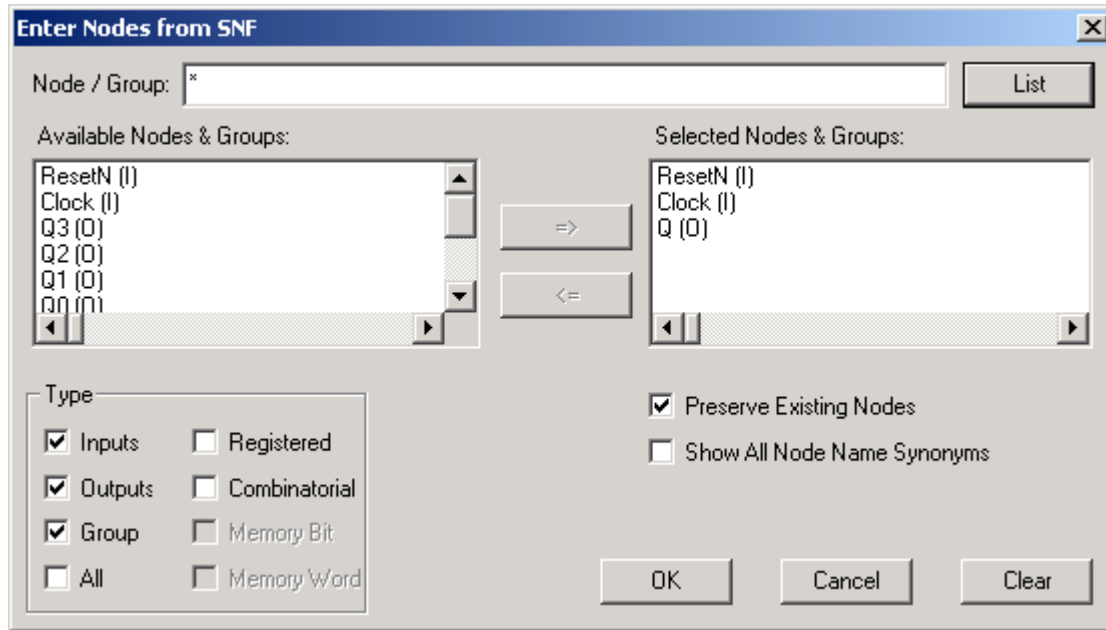 Enter Nodes from SNF
Node / Group: * List
Available Nodes & Groups: Selected Nodes & Groups:
ResetN (I) ResetN (I)
Clock (I) Clock (I)
Q3 (O) => Q (O)
Q2 (O)
Q1 (O)
Q0 (O) <=
Type
Preserve Existing Nodes
Inputs Registered
Show All Node Name Synonyms
Outputs Combinatorial
Group Memory Bit
All Memory Word OK Cancel Clear